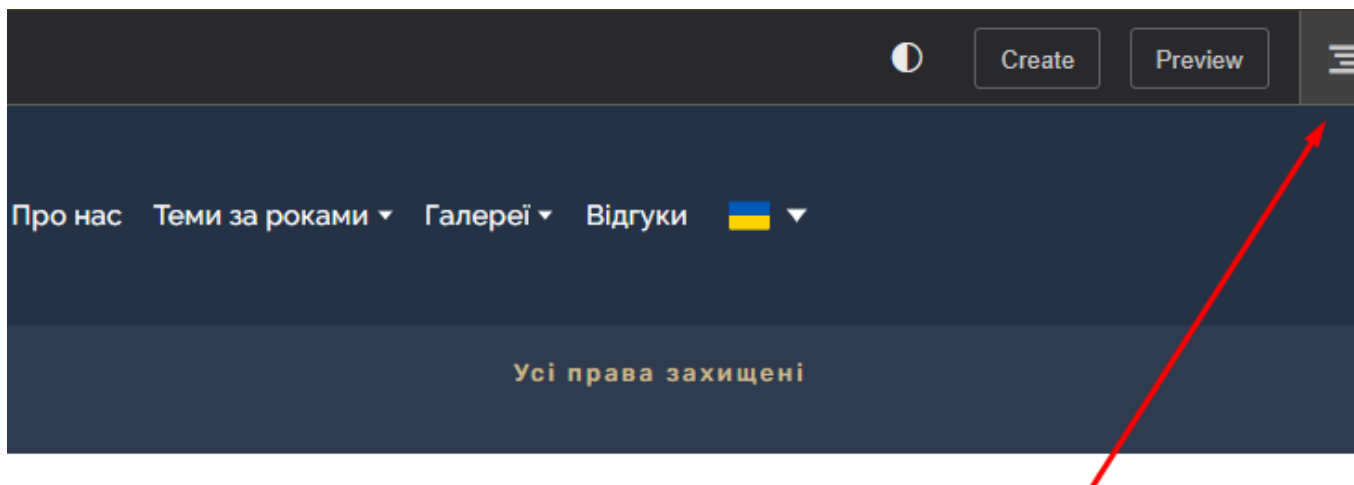 Create Preview
Про нас Теми за роками Галереї Відгуки
Усі права захищені